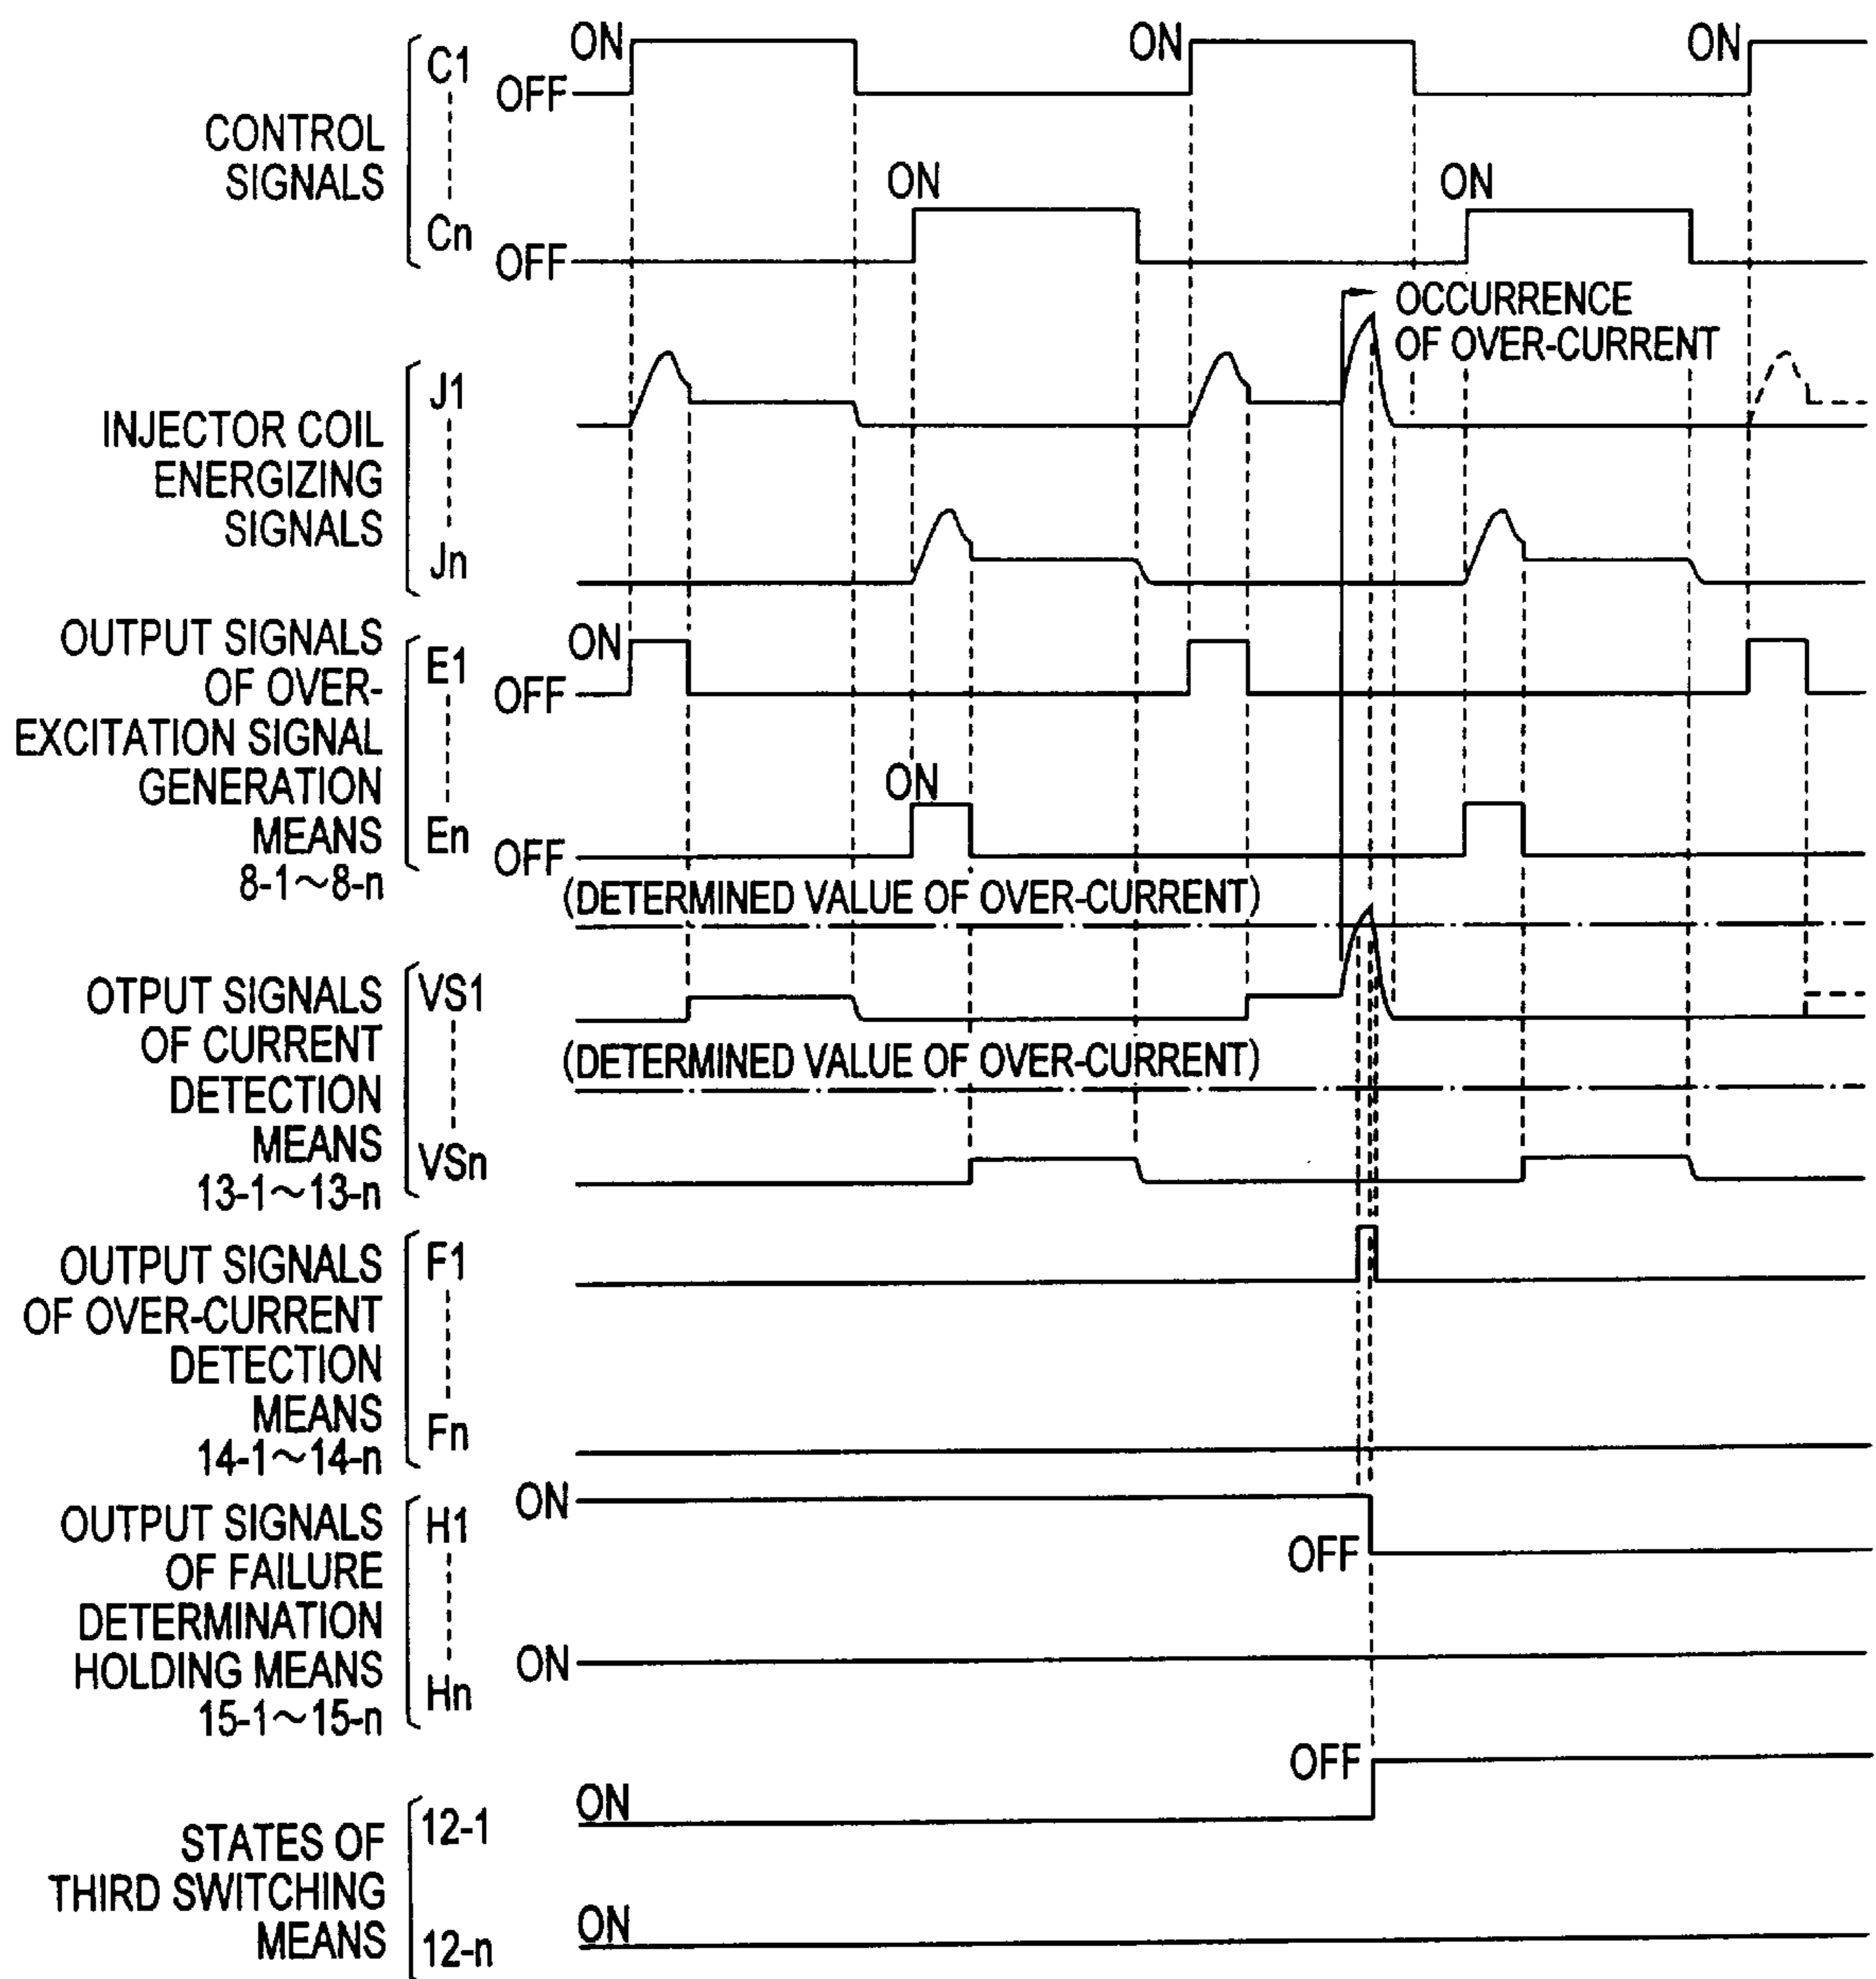 CONTROL
SIGNALS
C1
Cn
ON
OFF
ON
ON
ON
OFF
ON
OCCURRENCE
OF OVER-CURRENT
INJECTOR COIL
ENERGIZING
SIGNALS
J1
Jn
OUTPUT SIGNALS
OF OVER-
EXCITATION SIGNAL
GENERATION
MEANS
8-1~8-n
E1
En
ON
OFF
ON
OFF
(DETERMINED VALUE OF OVER-CURRENT)
OTPUT SIGNALS
OF CURRENT
DETECTION
MEANS
13-1~13-n
VS1
VSn
(DETERMINED VALUE OF OVER-CURRENT)
OUTPUT SIGNALS
OF OVER-CURRENT
DETECTION
MEANS
14-1~14-n
F1
Fn
OUTPUT SIGNALS
OF FAILURE
DETERMINATION
HOLDING MEANS
15-1~15-n
H1
Hn
ON
OFF
ON
STATES OF
THIRD SWITCHING
MEANS
12-1
12-n
ON
OFF
ON